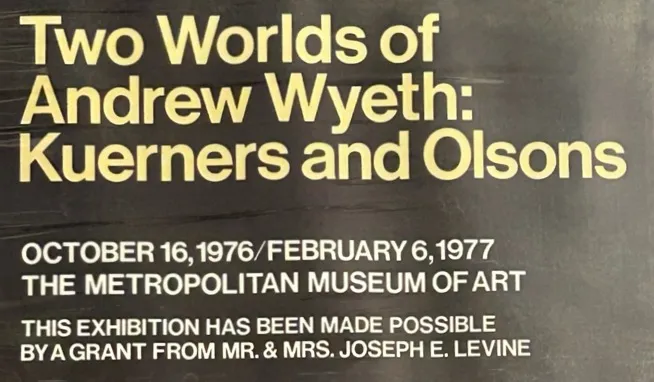 Two Worlds of
Andrew Wyeth:
Kuerners and Olsons
OCTOBER 16, 1976/FEBRUARY 6, 1977
THE METROPOLITAN MUSEUM OF ART
THIS EXHIBITION HAS BEEN MADE POSSIBLE
BY A GRANT FROM MR. & MRS. JOSEPH E. LEVINE